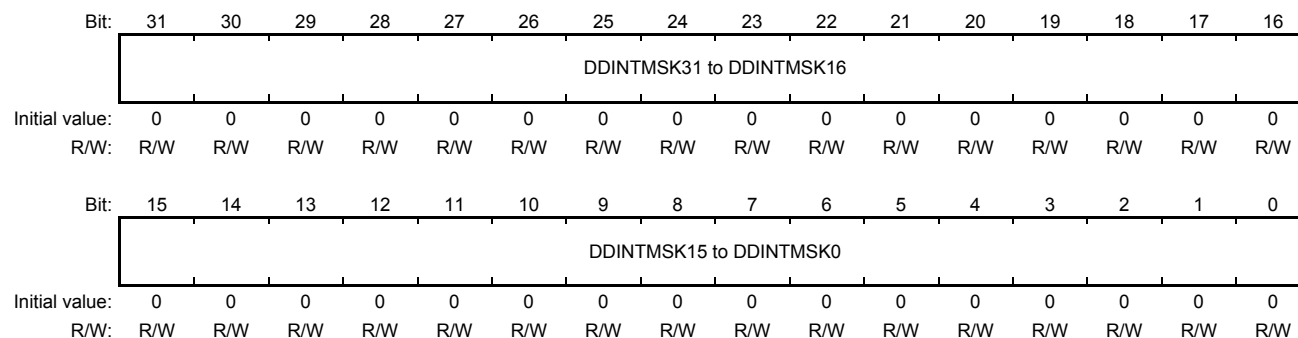 Bit: 31 30 29 28 27 26 25 24 23 22 21 20 19 18 17 16
DDINTMSK31 to DDINTMSK16
Initial value: 0 0 0 0 0 0 0 0 0 0 0 0 0 0 0 0
R/W: R/W R/W R/W R/W R/W R/W R/W R/W R/W R/W R/W R/W R/W R/W R/W R/W
Bit: 15 14 13 12 11 10 9 8 7 6 5 4 3 2 1 0
DDINTMSK15 to DDINTMSK0
Initial value: 0 0 0 0 0 0 0 0 0 0 0 0 0 0 0 0
R/W: R/W R/W R/W R/W R/W R/W R/W R/W R/W R/W R/W R/W R/W R/W R/W R/W